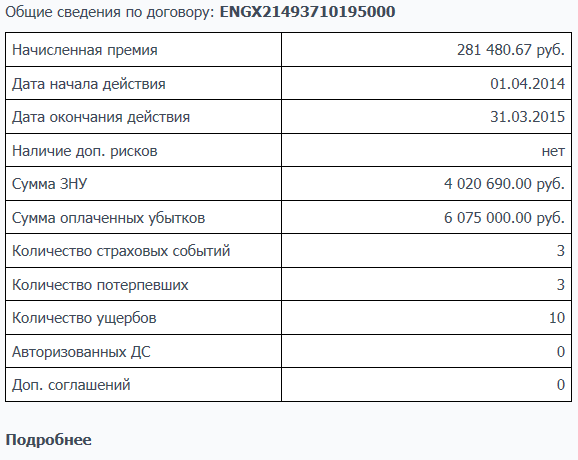 Общие сведения по договору: ENGX21493710195000
Начисленная премия 281 480.67 руб.
Дата начала действия 01.04.2014
Дата окончания действия 31.03.2015
Наличие доп. рисков нет
Сумма ЗНУ 4 020 690.00 руб.
Сумма оплаченных убытков 6 075 000.00 руб.
Количество страховых событий 3
Количество потерпевших 3
Количество ущербов 10
Авторизованных ДС 0
Доп. соглашений 0
Подробнее